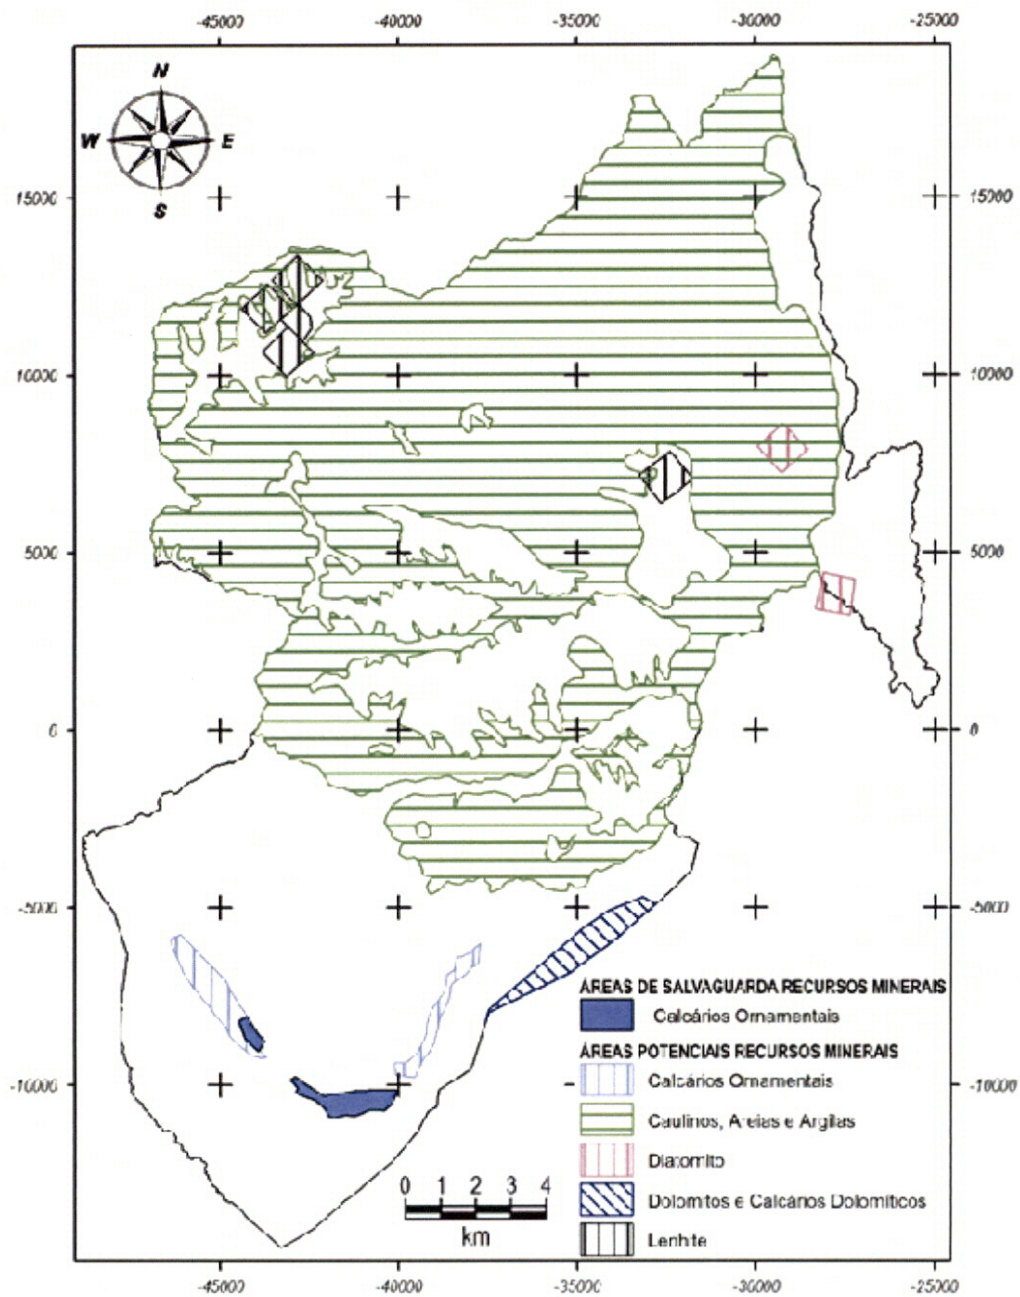 -45000 -40000 -35000 -30000 -25000
N
W E
S
15000 15000
10000 10000
5000 5000
0 0
-5000 -5000
-10000 -10000
ÁREAS DE SALVAGUARDA RECURSOS MINERAIS
Calcários Ornamentais
ÁREAS POTENCIAIS RECURSOS MINERAIS
Calcários Ornamentais
Caulinos, Areias e Argilas
Diatomito
Dolomitos e Calcários Dolomíticos
Lenhite
0 1 2 3 4
km
-45000 -40000 -35000 -30000 -25000